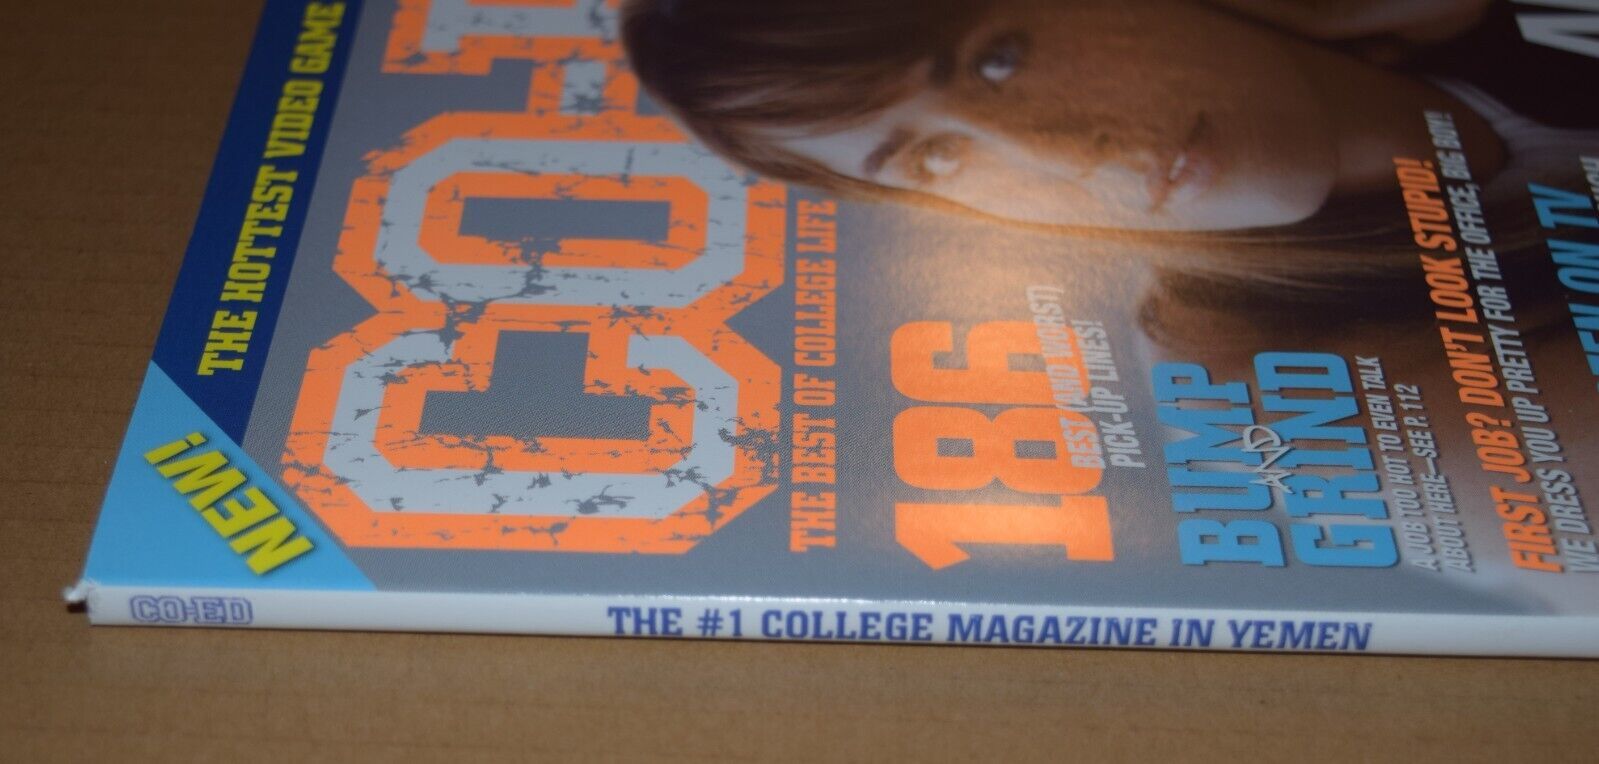 THE HOTTEST VIDEO GAME
NEW!
CO-E
THE BEST OF COLLEGE LIFE
186
BEST (AND WORST)
PICK-UP LINES!
BUMP
AND
GRIND
A JOB TOO HOT TO EVEN TALK
ABOUT HERE—SEE P. 112
FIRST JOB? DON'T LOOK STUPID!
WE DRESS YOU UP PRETTY FOR THE OFFICE, BIG BOY!
ON TV
CO-ED
THE #1 COLLEGE MAGAZINE IN YEMEN